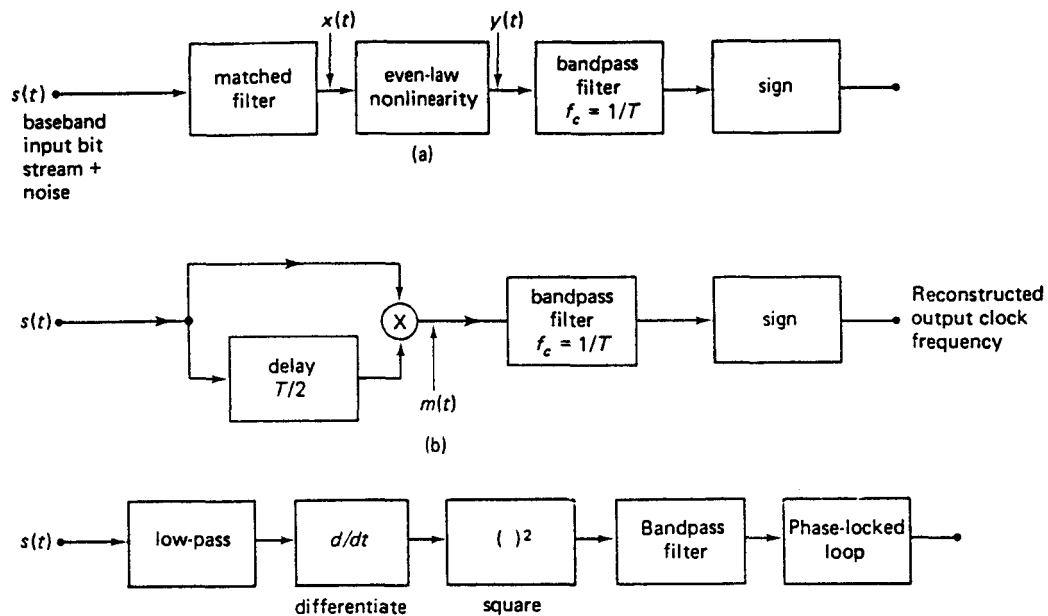 x(t)
y(t)
s(t)
baseband
input bit
stream +
noise
matched
filter
even-law
nonlinearity
bandpass
filter
f_c = 1/T
sign
(a)
s(t)
delay
T/2
X
m(t)
bandpass
filter
f_c = 1/T
sign
Reconstructed
output clock
frequency
(b)
s(t)
low-pass
d/dt
differentiate
( )²
square
Bandpass
filter
Phase-locked
loop